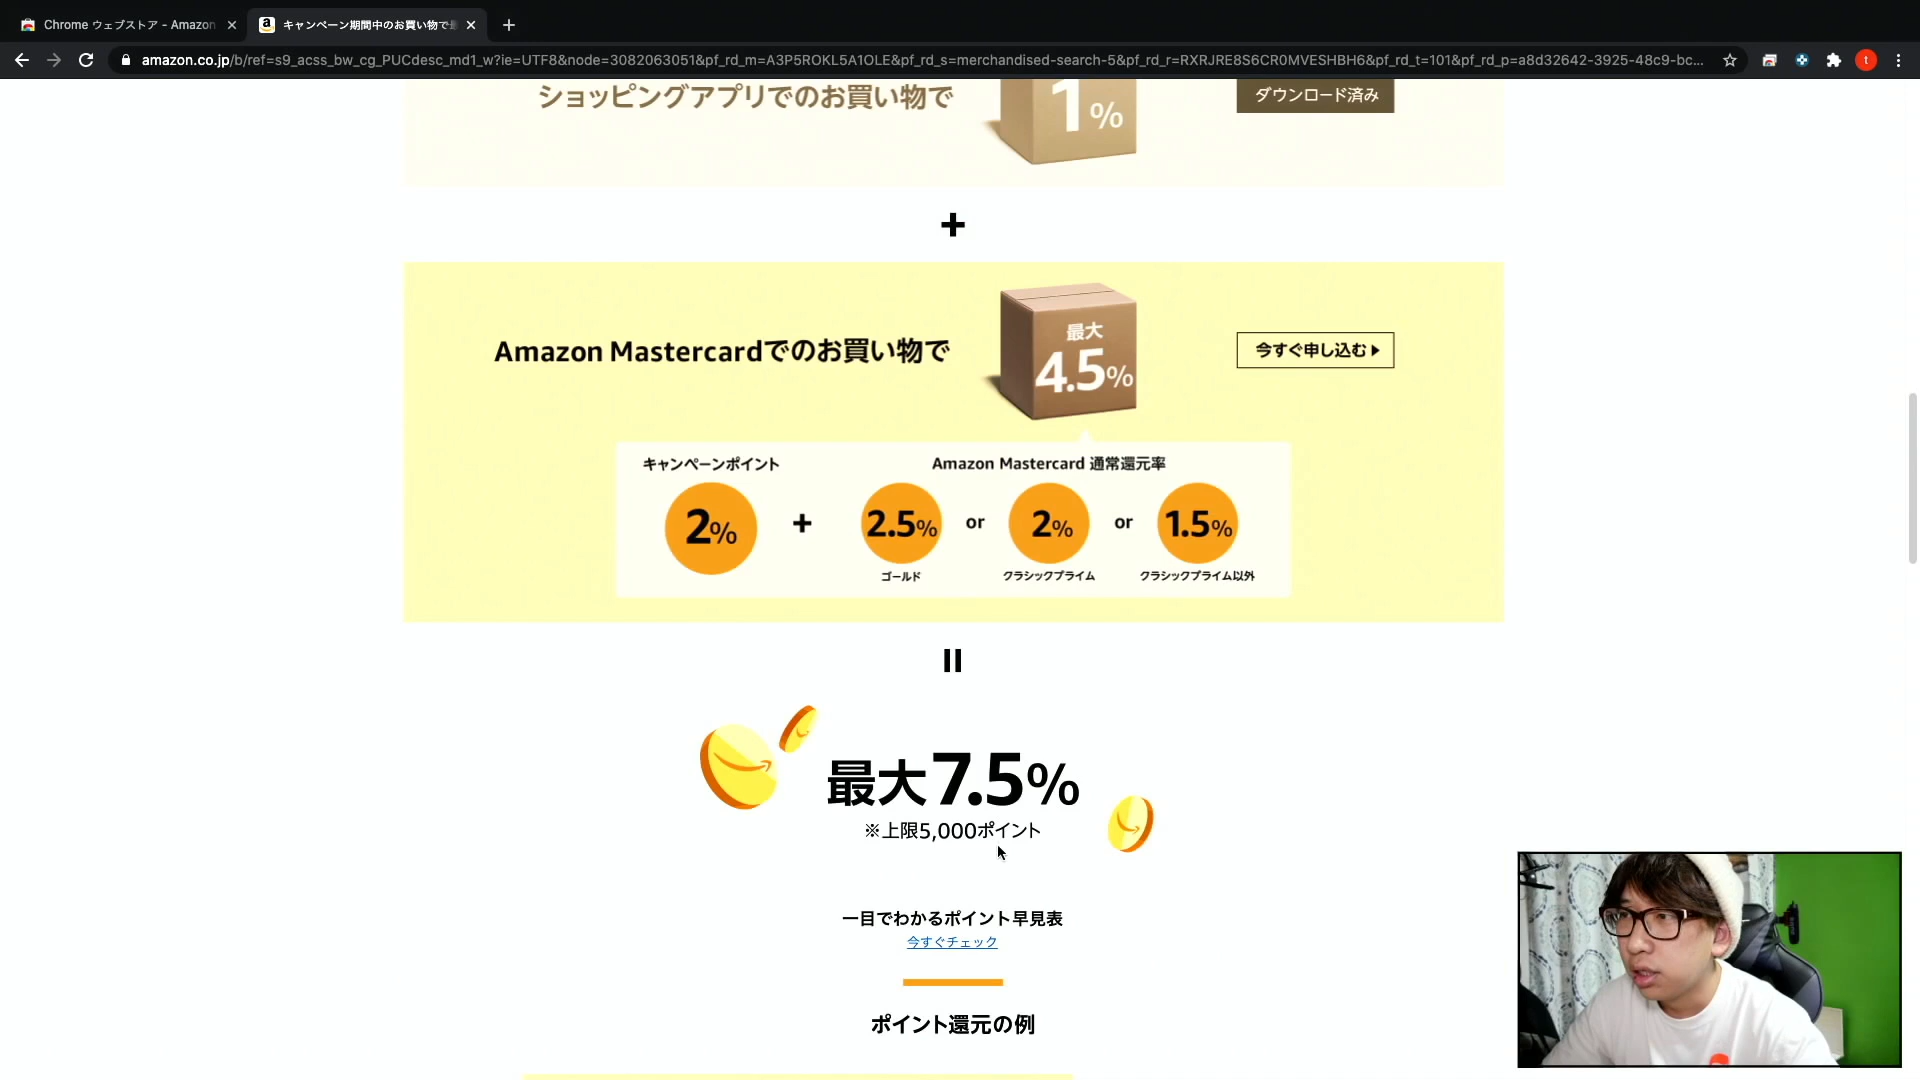 Chrome ウェブストア - Amazon
キャンペーン期間中のお買い物で
amazon.co.jp/b/ref=s9_acss_bw_cg_PUCdesc_md1_w?ie=UTF8&node=3082063051&pf_rd_m=A3P5ROKL5A1OLE&pf_rd_s=merchandised-search-5&pf_rd_r=RXRJRE8S6CR0MVESHBH6&pf_rd_t=101&pf_rd_p=a8d32642-3925-48c9-bc...
t
ショッピングアプリでのお買い物で
1%
ダウンロード済み
+
Amazon Mastercardでのお買い物で
最大
4.5%
今すぐ申し込む
キャンペーンポイント
Amazon Mastercard 通常還元率
2% + 2.5% or 2% or 1.5%
ゴールド
クラシックプライム
クラシックプライム以外
最大7.5%
※上限5,000ポイント
一目でわかるポイント早見表
今すぐチェック
ポイント還元の例